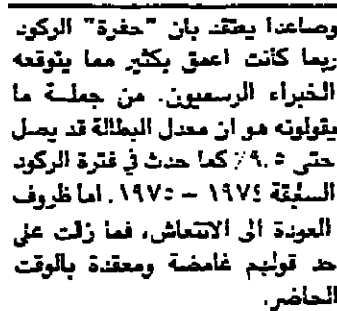 وصاعدا يعتقد بان "حفرة" الركود
ربما كانت اعمق بكثير مما يتوقعه
الخبراء الرسميون. من جملة ما
يقولونه هو ان معدل البطالة قد يصل
حتى ٩.٥٪ كما حدث في فترة الركود
السابقة ١٩٧٤ – ١٩٧٥. اما ظروف
العودة الى الانتعاش، فما زالت على
حد قولهم غامضة ومعقدة بالوقت
الحاضر.